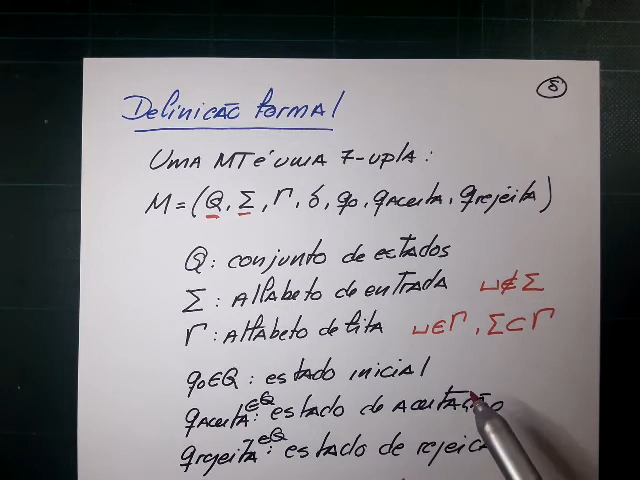 8
Definição Formal
Uma MT é uma 7-upla:
M = (Q, Σ, Γ, δ, q0, qaceita, qrejeita)
Q: conjunto de estados
Σ: Alfabeto de entrada ⊔∉Σ
Γ: Alfabeto de fita ⊔∈Γ, Σ⊂Γ
q0∈Q: estado inicial
qaceita∈Q: estado de aceitação
qrejeita∈Q: estado de